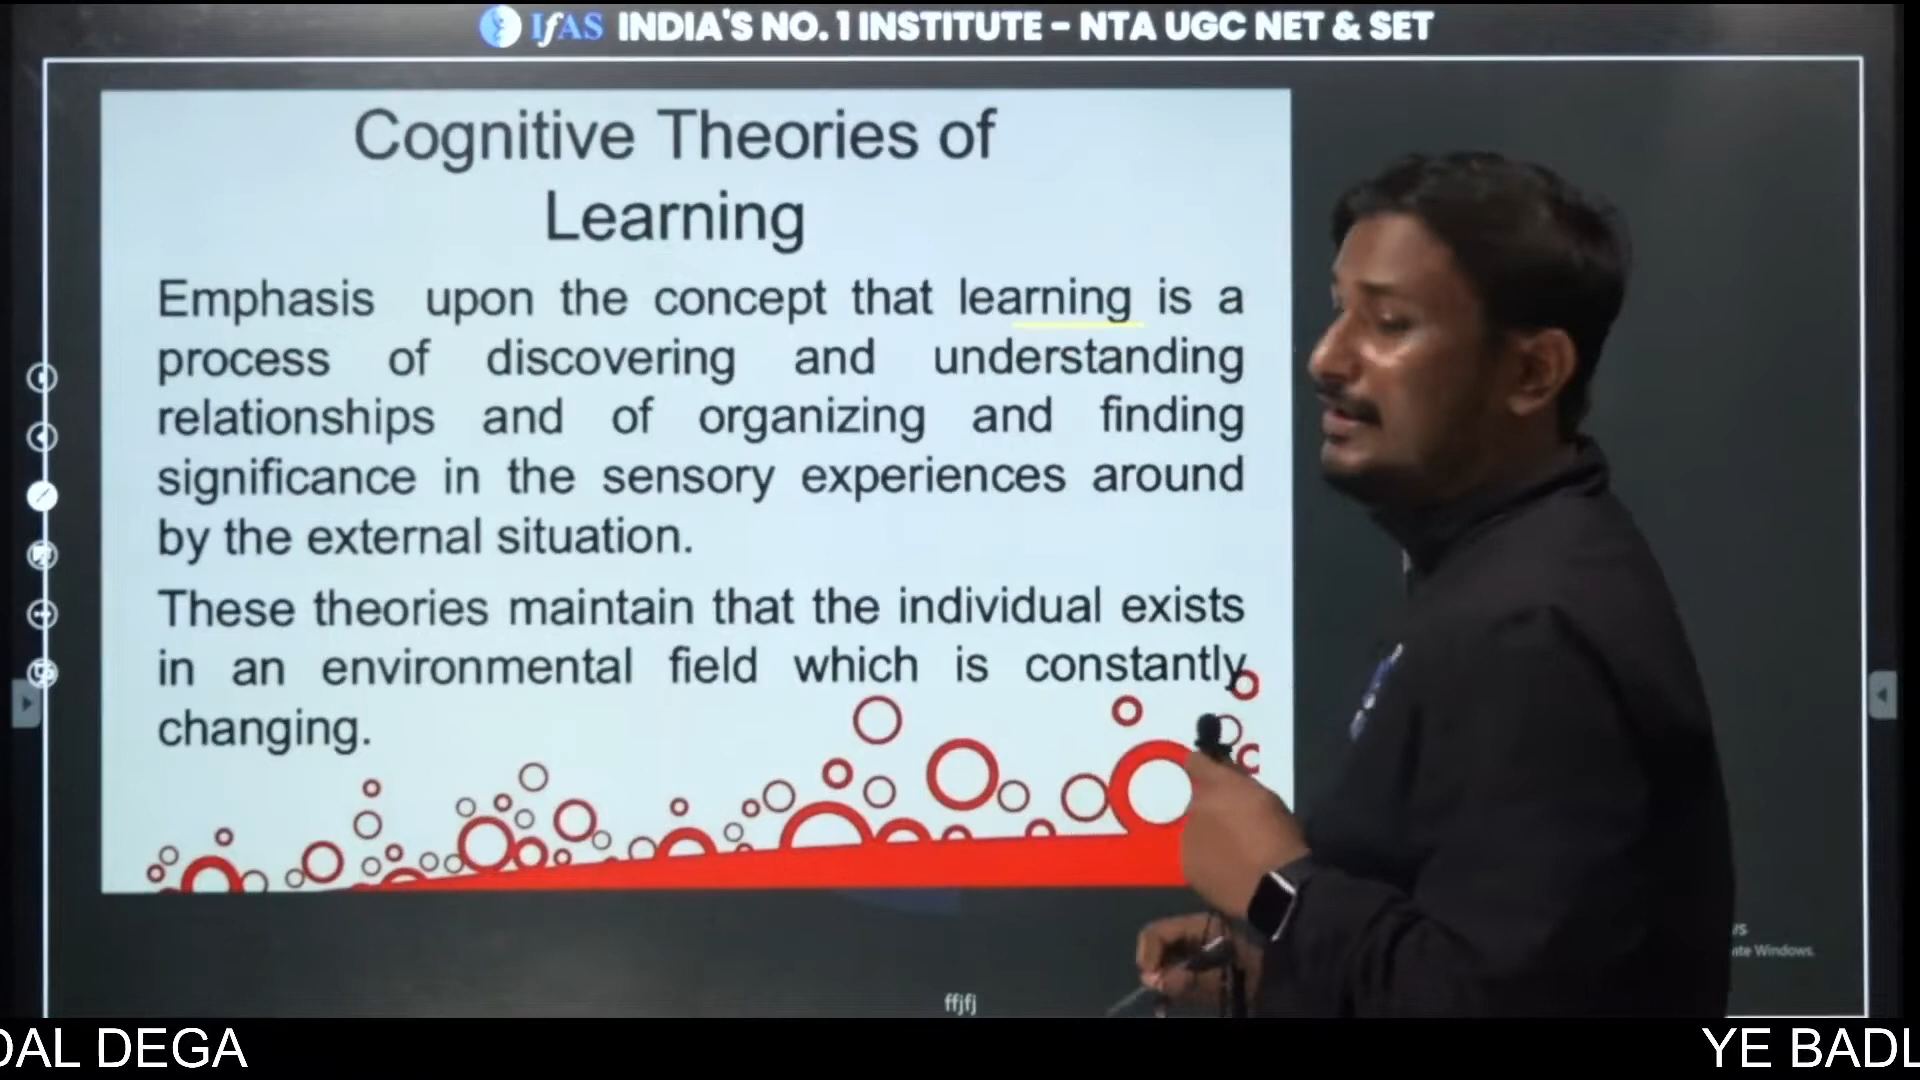 IfAS INDIA'S NO. 1 INSTITUTE - NTA UGC NET & SET
Cognitive Theories of
Learning
Emphasis upon the concept that learning is a
process of discovering and understanding
relationships and of organizing and finding
significance in the sensory experiences around
by the external situation.
These theories maintain that the individual exists
in an environmental field which is constantly
changing.
Windows.
ffjfj
DAL DEGA
YE BADL